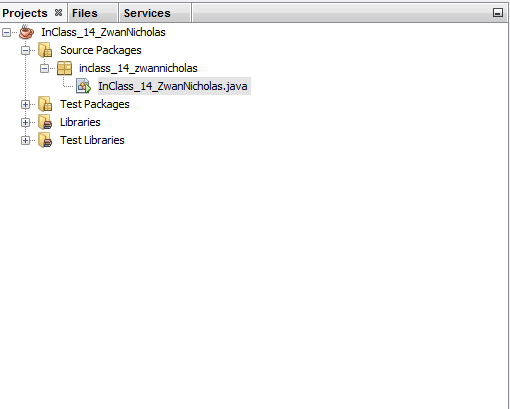 Projects Files Services
InClass_14_ZwanNicholas
Source Packages
inclass_14_zwannicholas
InClass_14_ZwanNicholas.java
Test Packages
Libraries
Test Libraries